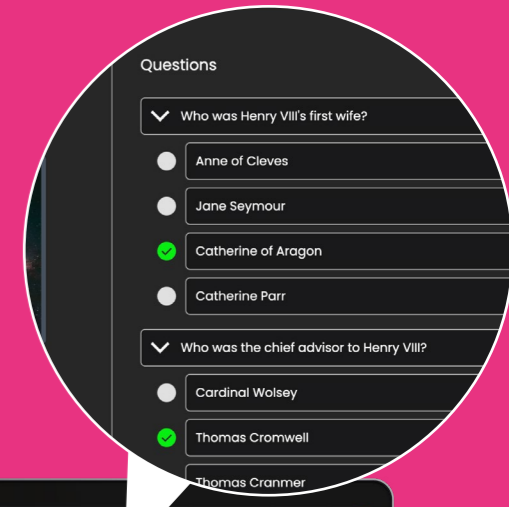 Questions
Who was Henry VIII's first wife?
Anne of Cleves
Jane Seymour
Catherine of Aragon
Catherine Parr
Who was the chief advisor to Henry VIII?
Cardinal Wolsey
Thomas Cromwell
Thomas Cranmer